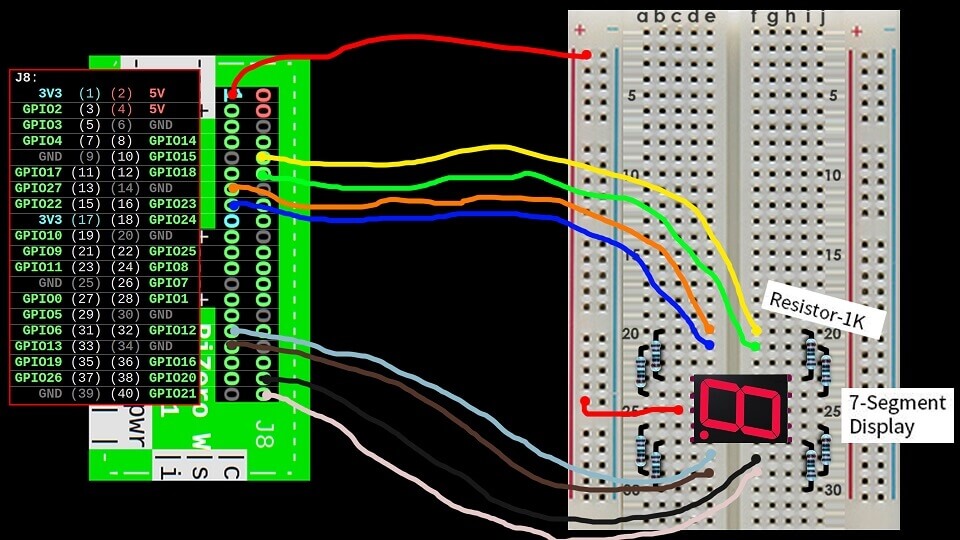 J8:
3V3 (1) (2) 5V
GPIO2 (3) (4) 5V
GPIO3 (5) (6) GND
GPIO4 (7) (8) GPIO14
GND (9) (10) GPIO15
GPIO17 (11) (12) GPIO18
GPIO27 (13) (14) GND
GPIO22 (15) (16) GPIO23
3V3 (17) (18) GPIO24
GPIO10 (19) (20) GND
GPIO9 (21) (22) GPIO25
GPIO11 (23) (24) GPIO8
GND (25) (26) GPIO7
GPIO0 (27) (28) GPIO1
GPIO5 (29) (30) GND
GPIO6 (31) (32) GPIO12
GPIO13 (33) (34) GND
GPIO19 (35) (36) GPIO16
GPIO26 (37) (38) GPIO20
GND (39) (40) GPIO21
J8
a b c d e f g h i j
+ − + −
5 5
10 10
15 15
20 20
25 25
30 30
Resistor-1K
7-Segment
Display